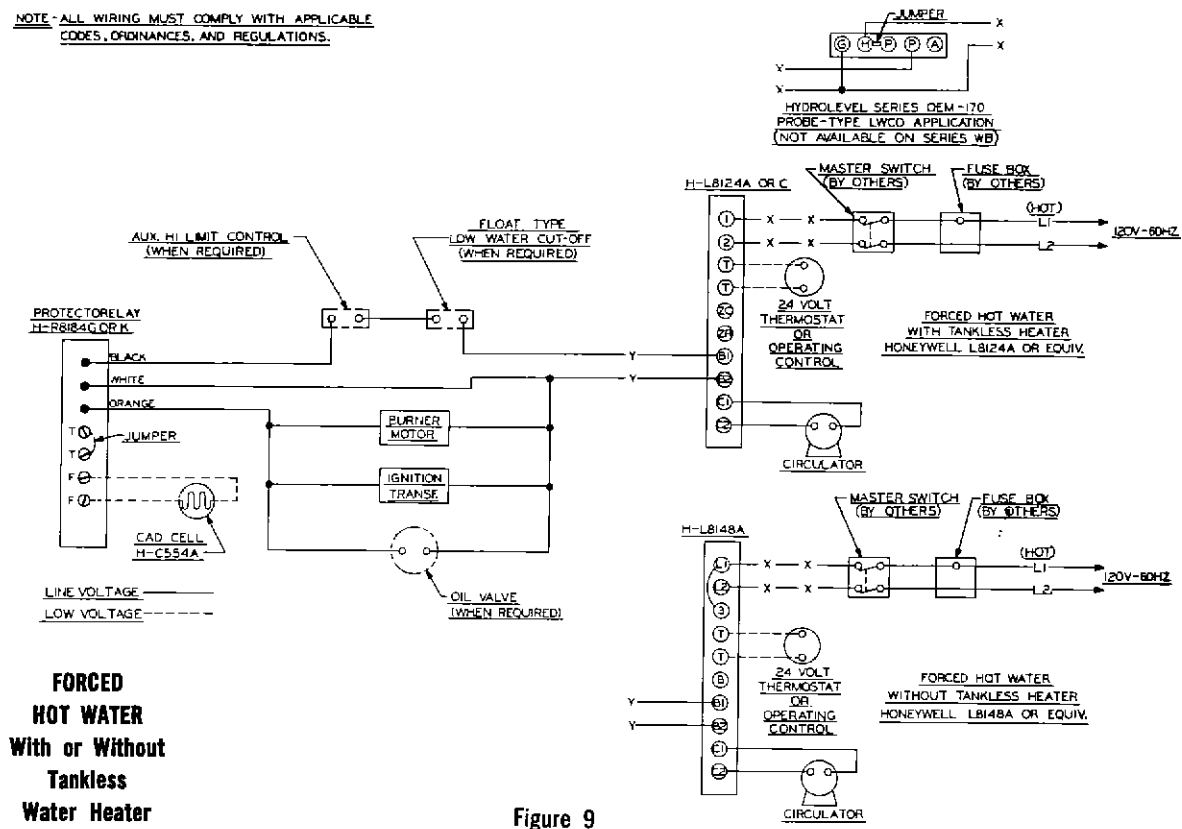 NOTE-ALL WIRING MUST COMPLY WITH APPLICABLE
CODES, ORDINANCES, AND REGULATIONS.
JUMPER
X
G H P P A
X
Y
X
HYDROLEVEL SERIES OEM-170
PROBE-TYPE LWCO APPLICATION
(NOT AVAILABLE ON SERIES WB)
H-L8124A OR C
MASTER SWITCH
(BY OTHERS)
FUSE BOX
(BY OTHERS)
1 X X
(HOT)
L1
2 X X
L2
120V-60HZ
T
T
ZC
ZR
B1
B2
C1
C2
24 VOLT
THERMOSTAT
OR
OPERATING
CONTROL
FORCED HOT WATER
WITH TANKLESS HEATER
HONEYWELL L8124A OR EQUIV.
CIRCULATOR
AUX. HI LIMIT CONTROL
(WHEN REQUIRED)
FLOAT TYPE
LOW WATER CUT-OFF
(WHEN REQUIRED)
PROTECTORELAY
H-R8184G OR K
BLACK
Y
WHITE
Y
ORANGE
T
T
JUMPER
F
F
CAD CELL
H-C554A
BURNER
MOTOR
IGNITION
TRANSF.
OIL VALVE
(WHEN REQUIRED)
LINE VOLTAGE
LOW VOLTAGE
H-L8148A
MASTER SWITCH
(BY OTHERS)
FUSE BOX
(BY OTHERS)
L1 X X
(HOT)
L1
L2 X X
L2
120V-60HZ
3
T
T
B
Y B1
Y B2
C1
C2
24 VOLT
THERMOSTAT
OR
OPERATING
CONTROL
FORCED HOT WATER
WITHOUT TANKLESS HEATER
HONEYWELL L8148A OR EQUIV.
CIRCULATOR
FORCED
HOT WATER
With or Without
Tankless
Water Heater
Figure 9